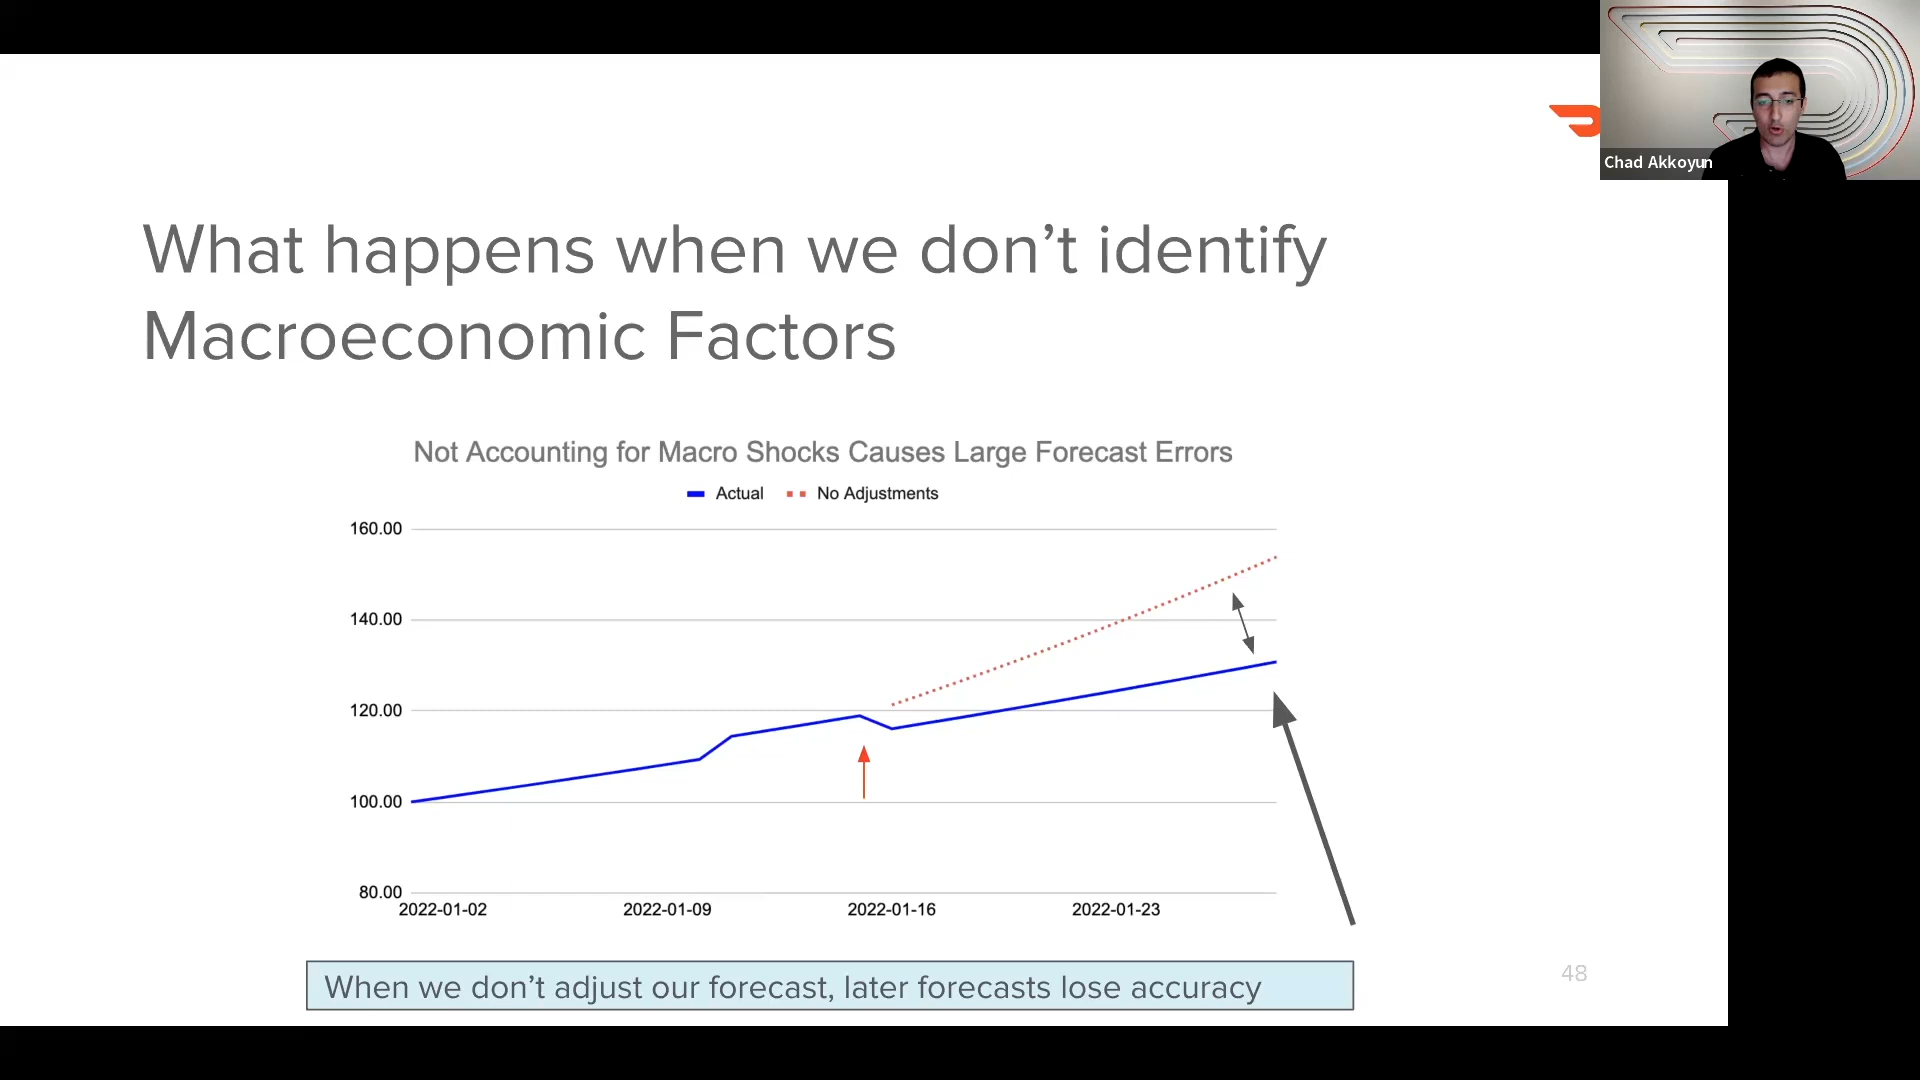 Chad Akkoyun
What happens when we don’t identify
Macroeconomic Factors
Not Accounting for Macro Shocks Causes Large Forecast Errors
Actual No Adjustments
160.00
140.00
120.00
100.00
80.00
2022-01-02 2022-01-09 2022-01-16 2022-01-23
When we don’t adjust our forecast, later forecasts lose accuracy
48